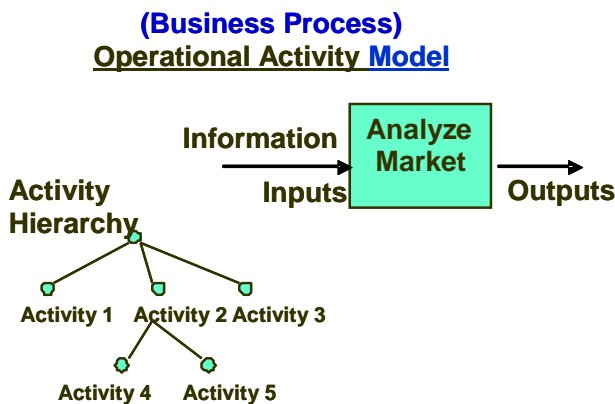 (Business Process)
Operational Activity Model
Information
Inputs
Analyze
Market
Outputs
Activity
Hierarchy
Activity 1
Activity 2
Activity 3
Activity 4
Activity 5